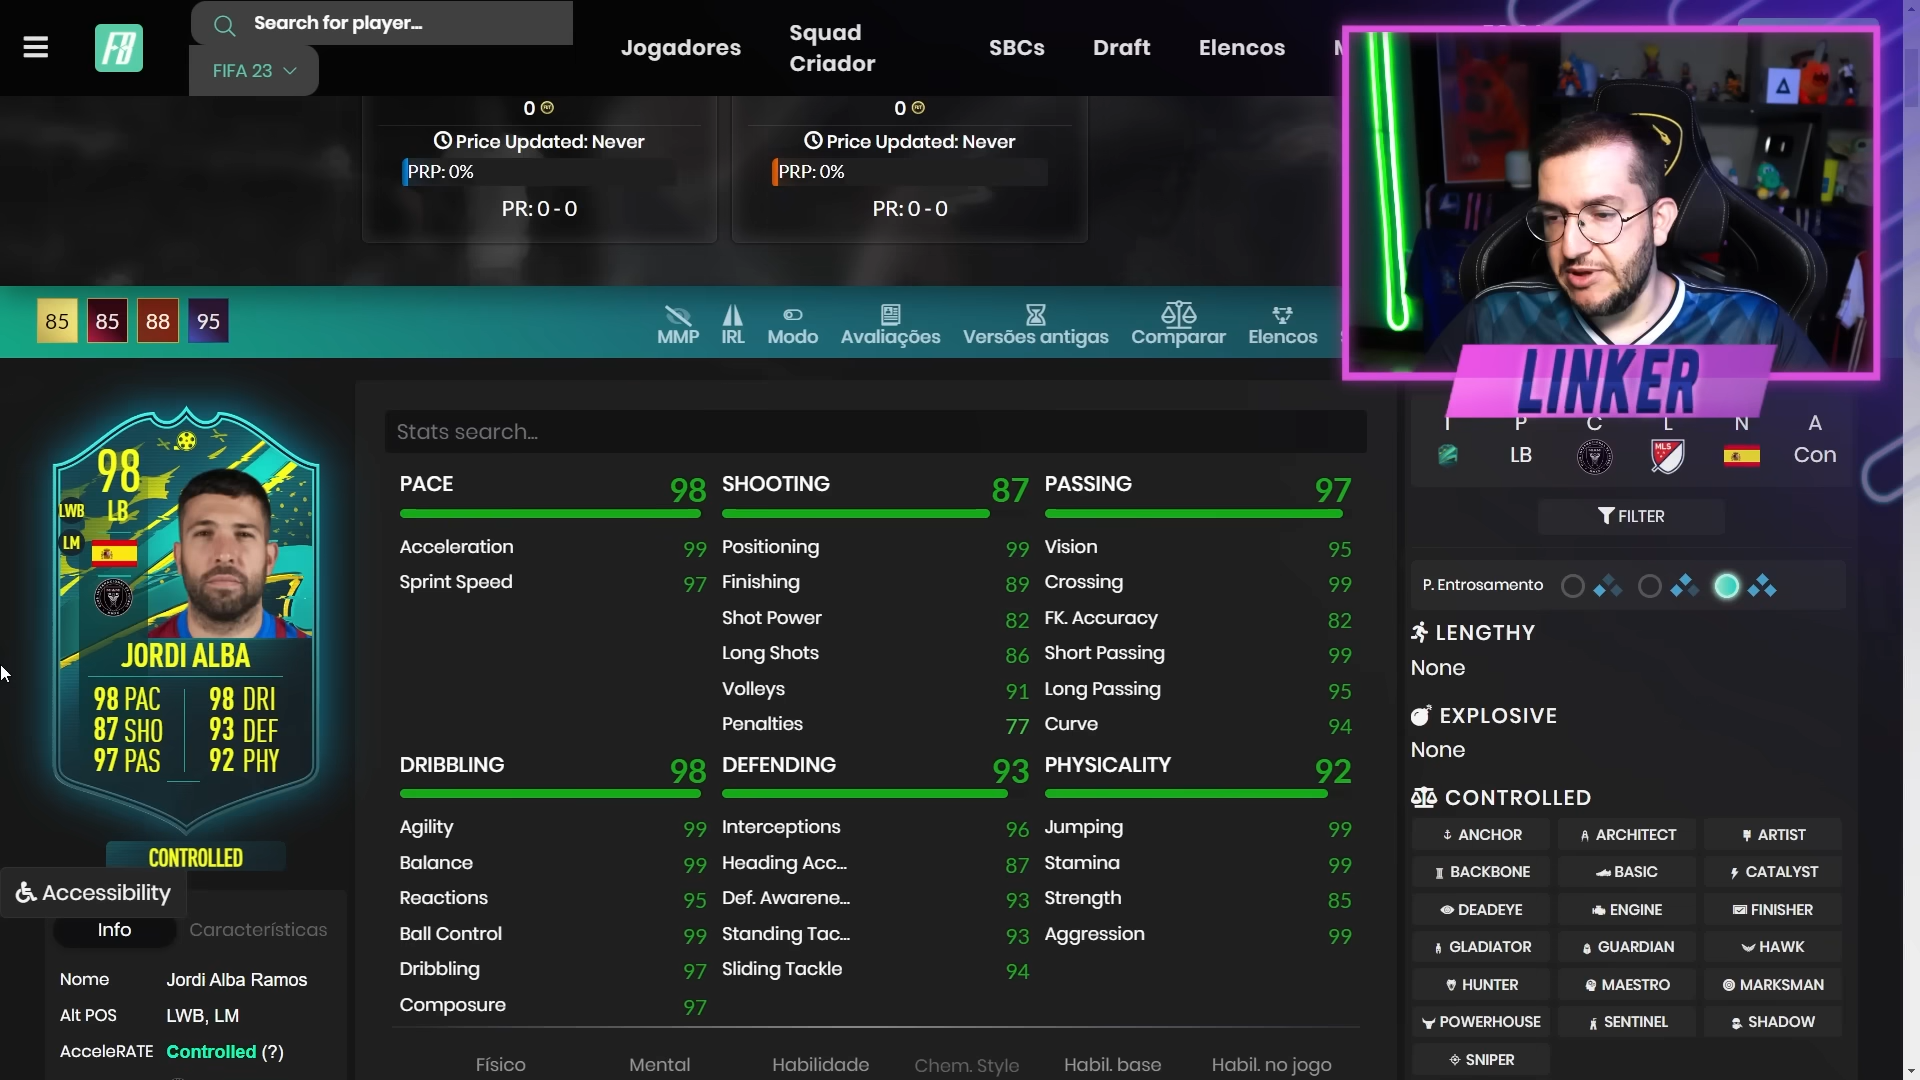 Search for player...
FIFA 23
Jogadores
Squad
Criador
SBCs
Draft
Elencos
0
Price Updated: Never
PRP: 0%
PR: 0 - 0
0
Price Updated: Never
PRP: 0%
PR: 0 - 0
85 85 88 95
MMP IRL Modo Avaliações Versões antigas Comparar Elencos
LINKER
98
LB
LWB
LM
JORDI ALBA
98 PAC 98 DRI
87 SHO 93 DEF
97 PAS 92 PHY
CONTROLLED
Accessibility
Info Características
Nome Jordi Alba Ramos
Alt POS LWB, LM
AcceleRATE Controlled (?)
Stats search...
PACE 98
Acceleration 99
Sprint Speed 97
SHOOTING 87
Positioning 99
Finishing 89
Shot Power 82
Long Shots 86
Volleys 91
Penalties 77
PASSING 97
Vision 95
Crossing 99
FK. Accuracy 82
Short Passing 99
Long Passing 95
Curve 94
DRIBBLING 98
Agility 99
Balance 99
Reactions 95
Ball Control 99
Dribbling 97
Composure 97
DEFENDING 93
Interceptions 96
Heading Acc... 87
Def. Awarene... 93
Standing Tac... 93
Sliding Tackle 94
PHYSICALITY 92
Jumping 99
Stamina 99
Strength 85
Aggression 99
Físico Mental Habilidade Chem. Style Habil. base Habil. no jogo
P C L N A
LB MLS Con
FILTER
P. Entrosamento
LENGTHY
None
EXPLOSIVE
None
CONTROLLED
ANCHOR ARCHITECT ARTIST
BACKBONE BASIC CATALYST
DEADEYE ENGINE FINISHER
GLADIATOR GUARDIAN HAWK
HUNTER MAESTRO MARKSMAN
POWERHOUSE SENTINEL SHADOW
SNIPER